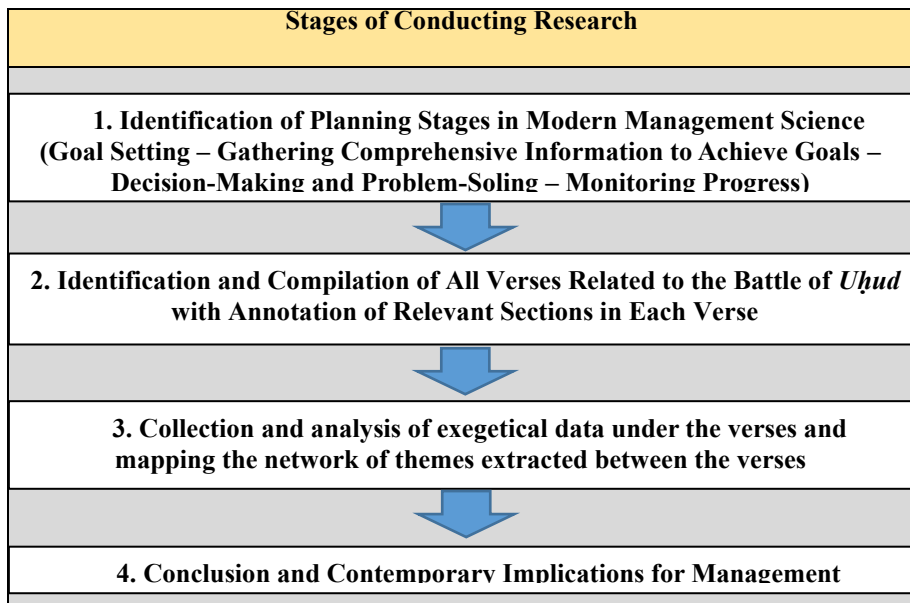 Stages of Conducting Research
1. Identification of Planning Stages in Modern Management Science
(Goal Setting – Gathering Comprehensive Information to Achieve Goals –
Decision-Making and Problem-Soling – Monitoring Progress)
2. Identification and Compilation of All Verses Related to the Battle of Uḥud
with Annotation of Relevant Sections in Each Verse
3. Collection and analysis of exegetical data under the verses and
mapping the network of themes extracted between the verses
4. Conclusion and Contemporary Implications for Management